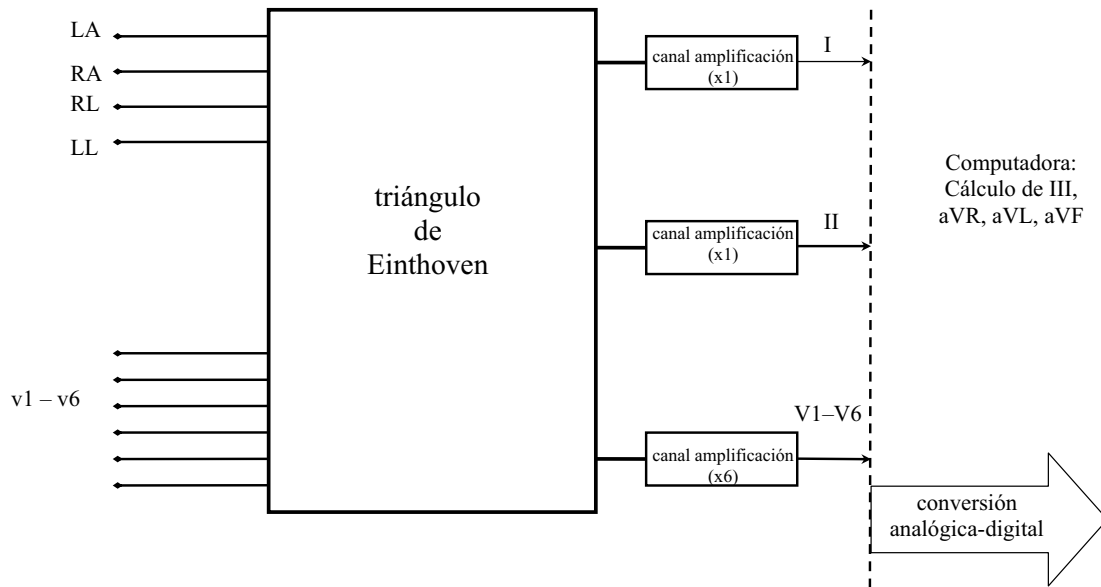 LA
RA
RL
LL
v1 – v6
triángulo
de
Einthoven
canal amplificación
(x1)
I
canal amplificación
(x1)
II
canal amplificación
(x6)
V1–V6
Computadora:
Cálculo de III,
aVR, aVL, aVF
conversión
analógica-digital